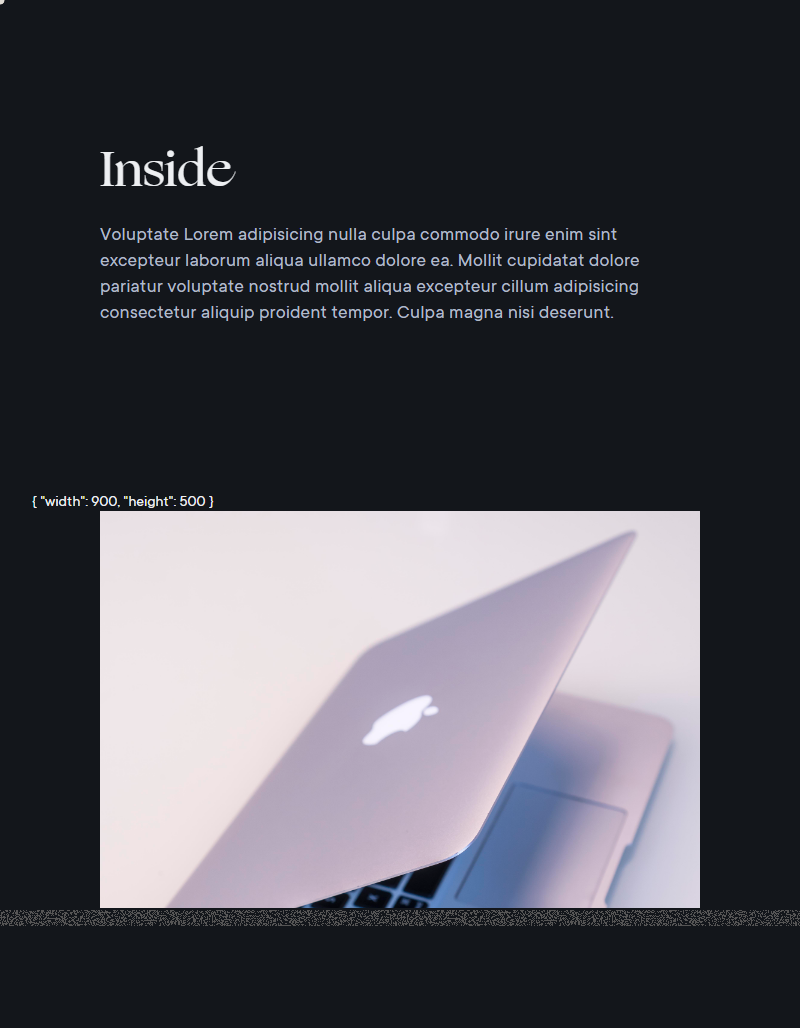 Inside
Voluptate Lorem adipisicing nulla culpa commodo irure enim sint
excepteur laborum aliqua ullamco dolore ea. Mollit cupidatat dolore
pariatur voluptate nostrud mollit aliqua excepteur cillum adipisicing
consectetur aliquip proident tempor. Culpa magna nisi deserunt.
{ "width": 900, "height": 500 }